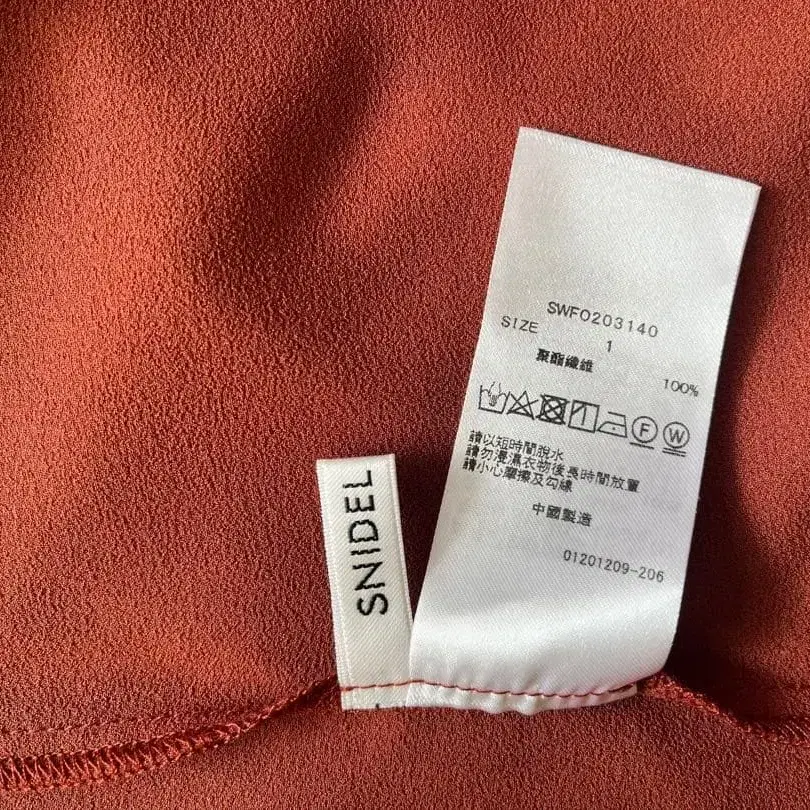 SWFO203140
SIZE 1
聚酯纖維 100%
F W
請以短時間脫水
請勿浸濕衣物後長時間放置
請小心摩擦及勾線
中國製造
01201209-206
SNIDEL